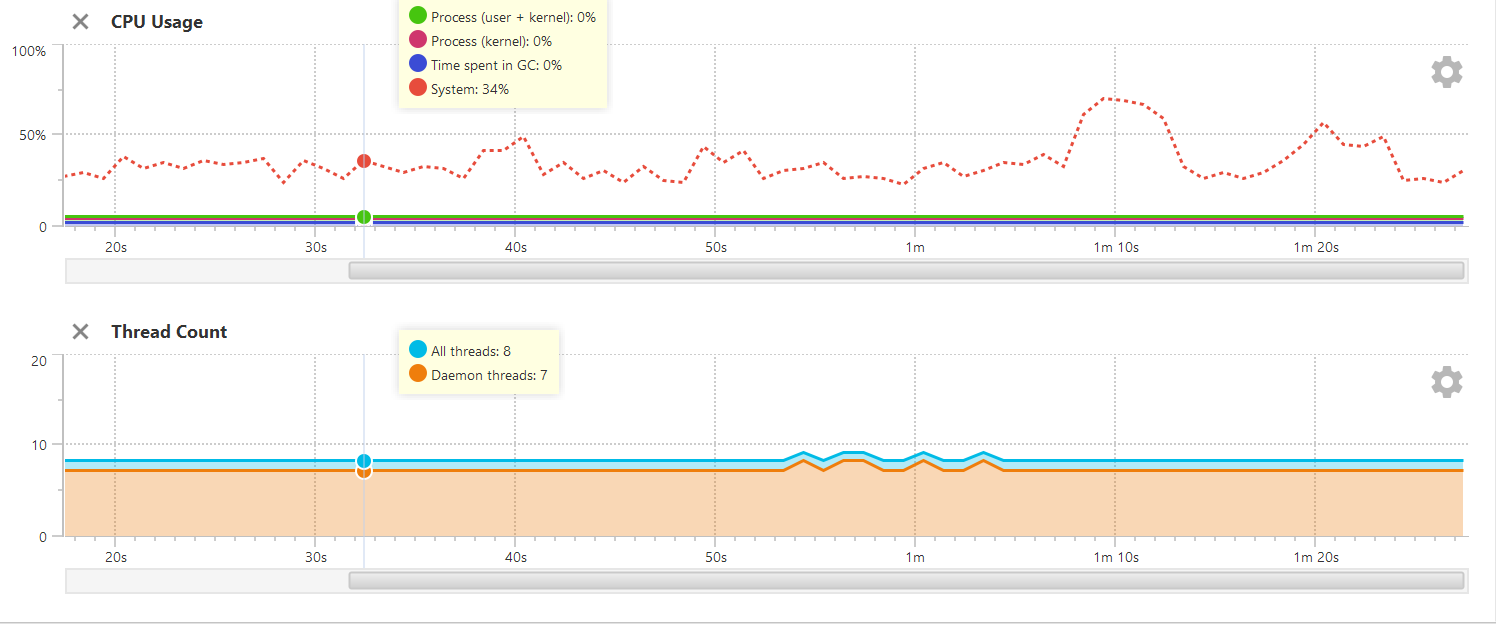 CPU Usage
Process (user + kernel): 0%
Process (kernel): 0%
Time spent in GC: 0%
System: 34%
100%
50%
0
20s 30s 40s 50s 1m 1m 10s 1m 20s
Thread Count
All threads: 8
Daemon threads: 7
20
10
0
20s 30s 40s 50s 1m 1m 10s 1m 20s